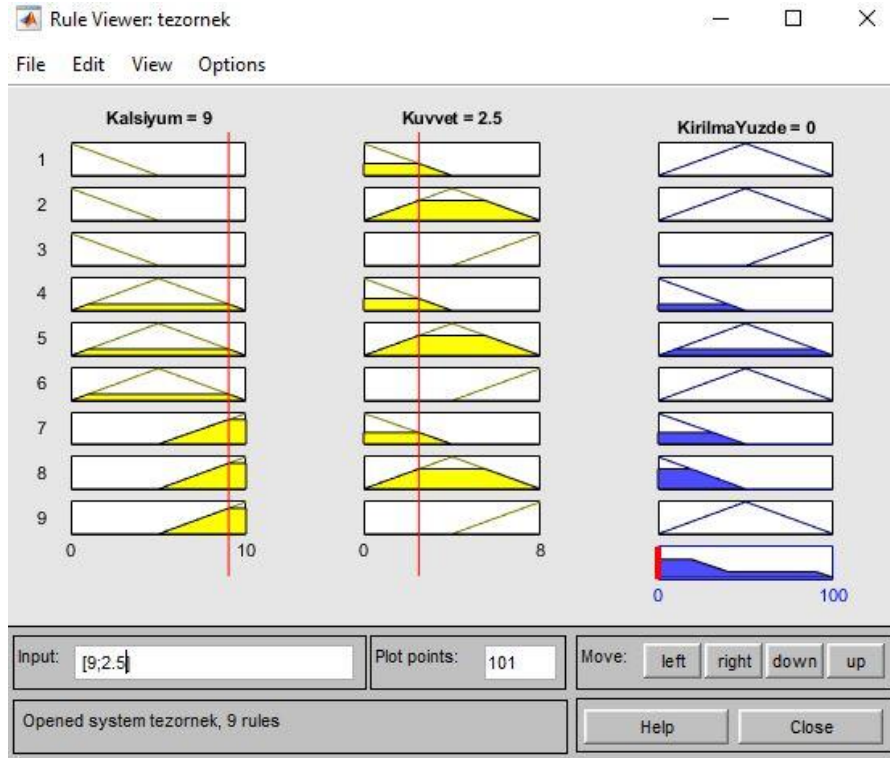 Rule Viewer: tezornek
File Edit View Options
Kalsiyum = 9 Kuvvet = 2.5 KirilmaYuzde = 0
1
2
3
4
5
6
7
8
9
0 10 0 8
0 100
Input: [9;2.5] Plot points: 101 Move: left right down up
Opened system tezornek, 9 rules Help Close